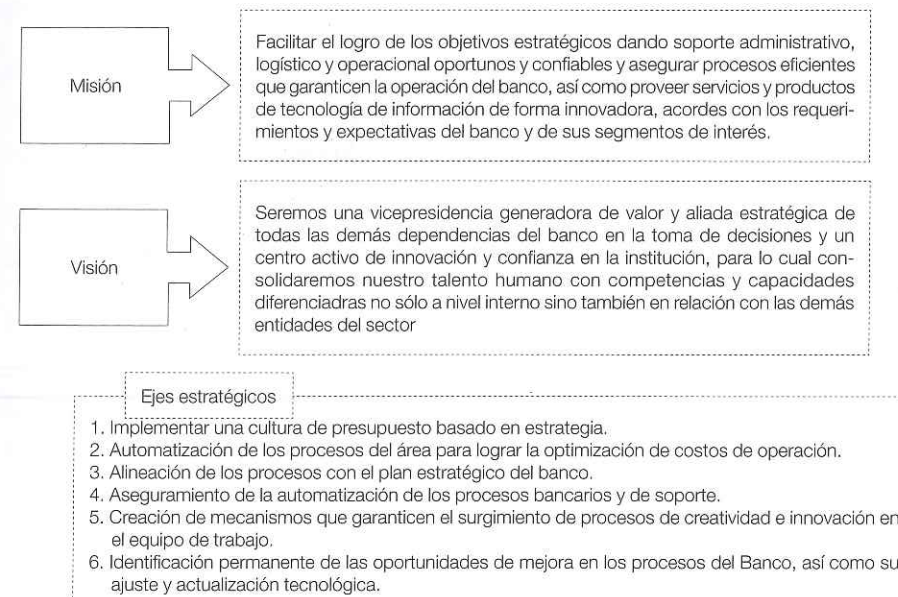 Misión
Facilitar el logro de los objetivos estratégicos dando soporte administrativo,
logístico y operacional oportunos y confiables y asegurar procesos eficientes
que garanticen la operación del banco, así como proveer servicios y productos
de tecnología de información de forma innovadora, acordes con los requeri-
mientos y expectativas del banco y de sus segmentos de interés.
Visión
Seremos una vicepresidencia generadora de valor y aliada estratégica de
todas las demás dependencias del banco en la toma de decisiones y un
centro activo de innovación y confianza en la institución, para lo cual con-
solidaremos nuestro talento humano con competencias y capacidades
diferenciadras no sólo a nivel interno sino también en relación con las demás
entidades del sector
Ejes estratégicos
1. Implementar una cultura de presupuesto basado en estrategia.
2. Automatización de los procesos del área para lograr la optimización de costos de operación.
3. Alineación de los procesos con el plan estratégico del banco.
4. Aseguramiento de la automatización de los procesos bancarios y de soporte.
5. Creación de mecanismos que garanticen el surgimiento de procesos de creatividad e innovación en
el equipo de trabajo.
6. Identificación permanente de las oportunidades de mejora en los procesos del Banco, así como su
ajuste y actualización tecnológica.